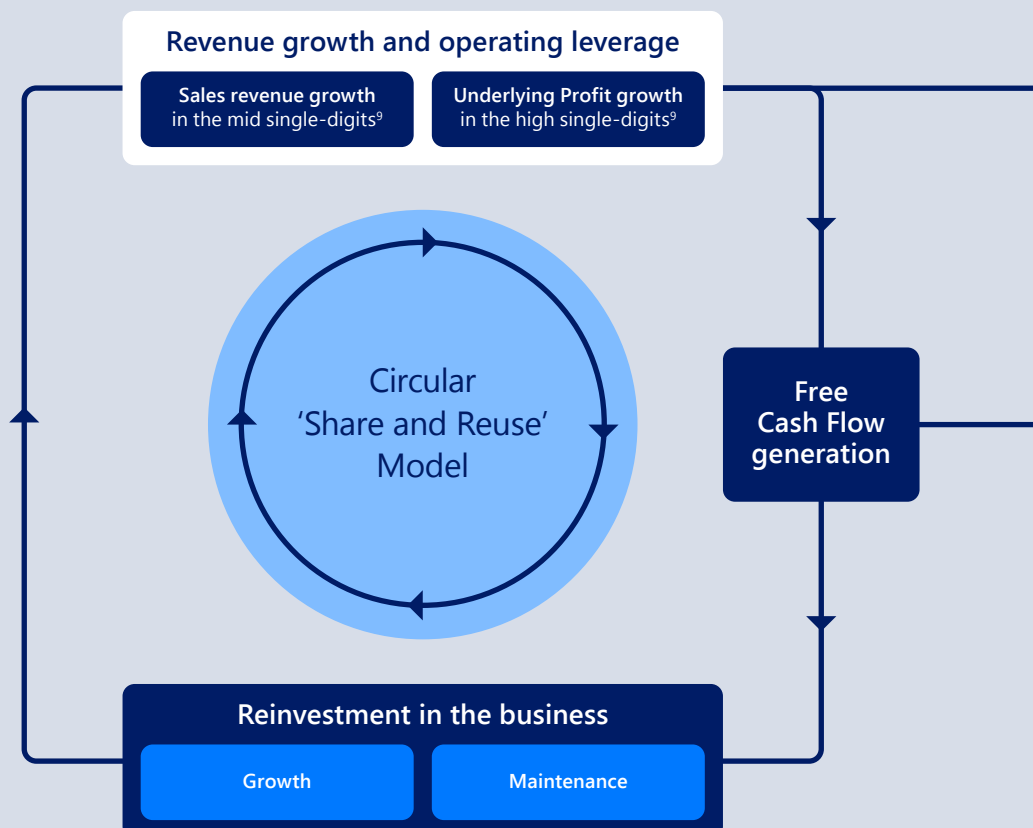 Revenue growth and operating leverage
Sales revenue growth
in the mid single-digits⁹
Underlying Profit growth
in the high single-digits⁹
Circular
‘Share and Reuse’
Model
Free
Cash Flow
generation
Reinvestment in the business
Growth
Maintenance